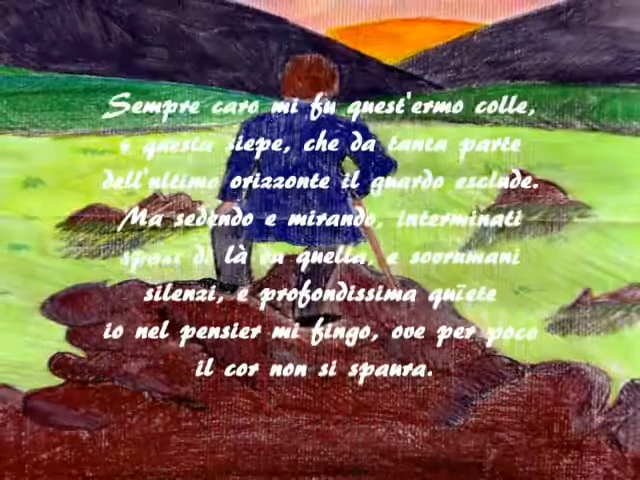 Sempre caro mi fu quest'ermo colle,
e questa siepe, che da tanta parte
dell'ultimo orizzonte il guardo esclude.
Ma sedendo e mirando, interminati
spazi di là da quella, e sovrumani
silenzi, e profondissima quïete
io nel pensier mi fingo, ove per poco
il cor non si spaura.